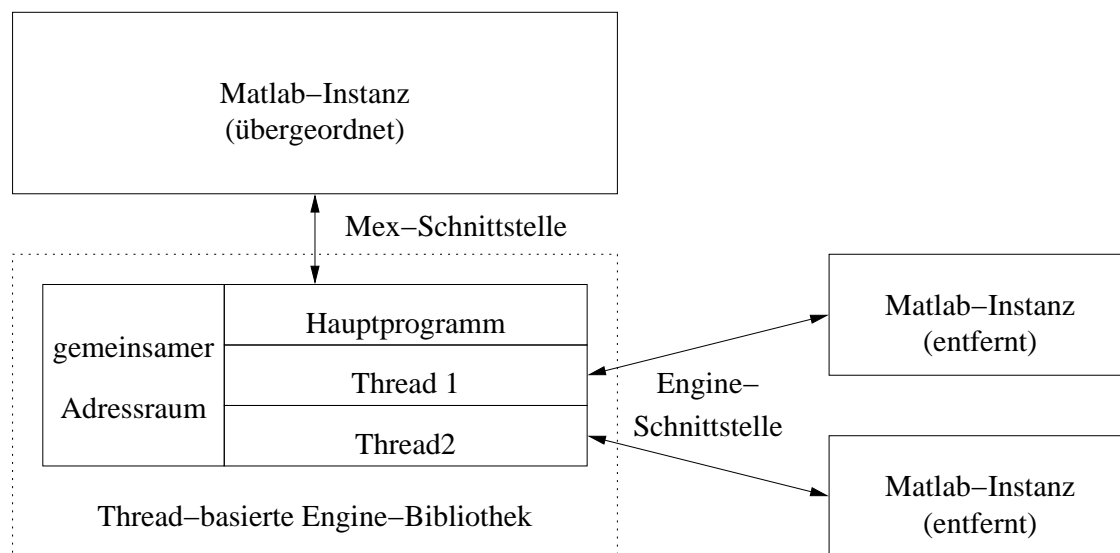 Matlab−Instanz
(übergeordnet)
Mex−Schnittstelle
gemeinsamer
Adressraum
Hauptprogramm
Thread 1
Thread2
Thread−basierte Engine−Bibliothek
Engine−
Schnittstelle
Matlab−Instanz
(entfernt)
Matlab−Instanz
(entfernt)